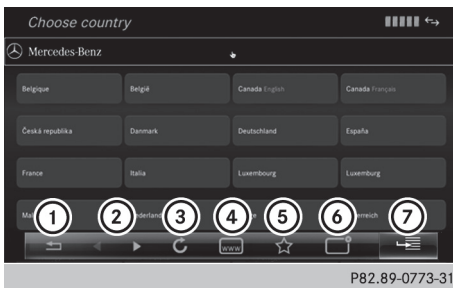 Choose country
Mercedes-Benz
Belgique België Canada English Canada Français
Česká republika Danmark Deutschland España
France Italia Luxembourg Luxemburg
1 2 3 4 5 6 7
www
P82.89-0773-31